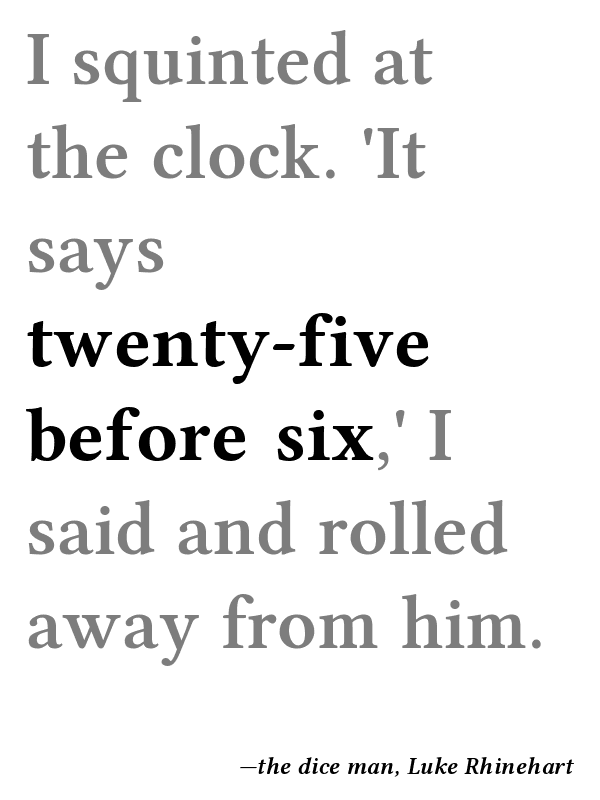 I squinted at
the clock. 'It
says
twenty-five
before six,' I
said and rolled
away from him.
—the dice man, Luke Rhinehart